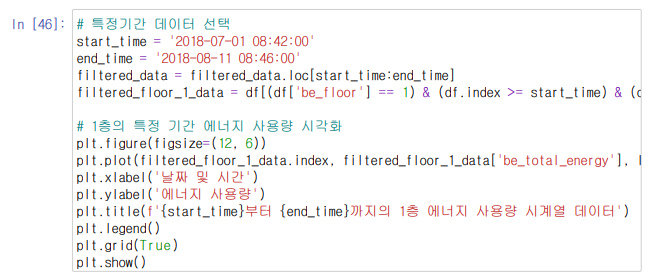 In [46]: # 특정기간 데이터 선택
start_time = '2018-07-01 08:42:00'
end_time = '2018-08-11 08:46:00'
filtered_data = filtered_data.loc[start_time:end_time]
filtered_floor_1_data = df[(df['be_floor'] == 1) & (df.index >= start_time) & (

# 1층의 특정 기간 에너지 사용량 시각화
plt.figure(figsize=(12, 6))
plt.plot(filtered_floor_1_data.index, filtered_floor_1_data['be_total_energy'],
plt.xlabel('날짜 및 시간')
plt.ylabel('에너지 사용량')
plt.title(f'{start_time}부터 {end_time}까지의 1층 에너지 사용량 시계열 데이터')
plt.legend()
plt.grid(True)
plt.show()